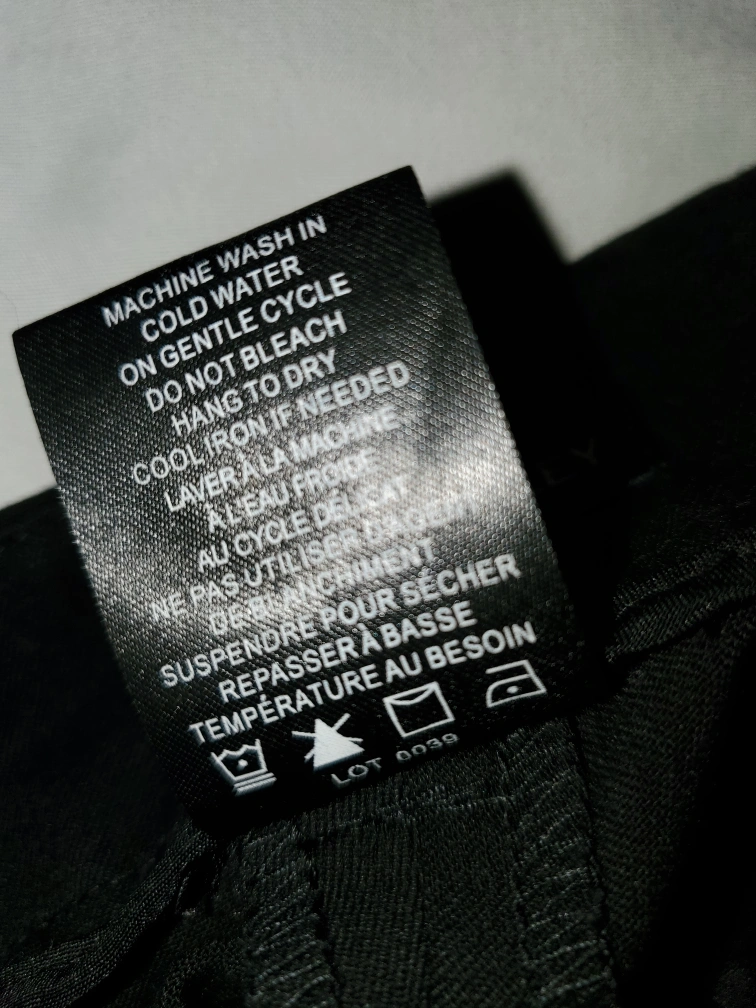 MACHINE WASH IN
COLD WATER
ON GENTLE CYCLE
DO NOT BLEACH
HANG TO DRY
COOL IRON IF NEEDED
LAVER À LA MACHINE
À L'EAU FROIDE
AU CYCLE DÉLICAT
NE PAS UTILISER D'AGENT
DE BLANCHIMENT
SUSPENDRE POUR SÉCHER
REPASSER À BASSE
TEMPÉRATURE AU BESOIN
LOT 6039